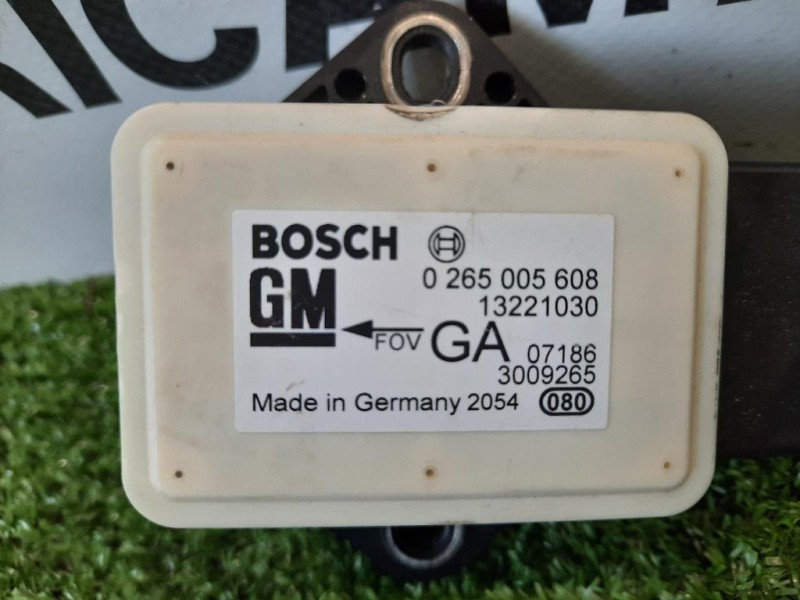 BOSCH
0 265 005 608
GM
13221030
FOV GA 07186
3009265
Made in Germany 2054 080